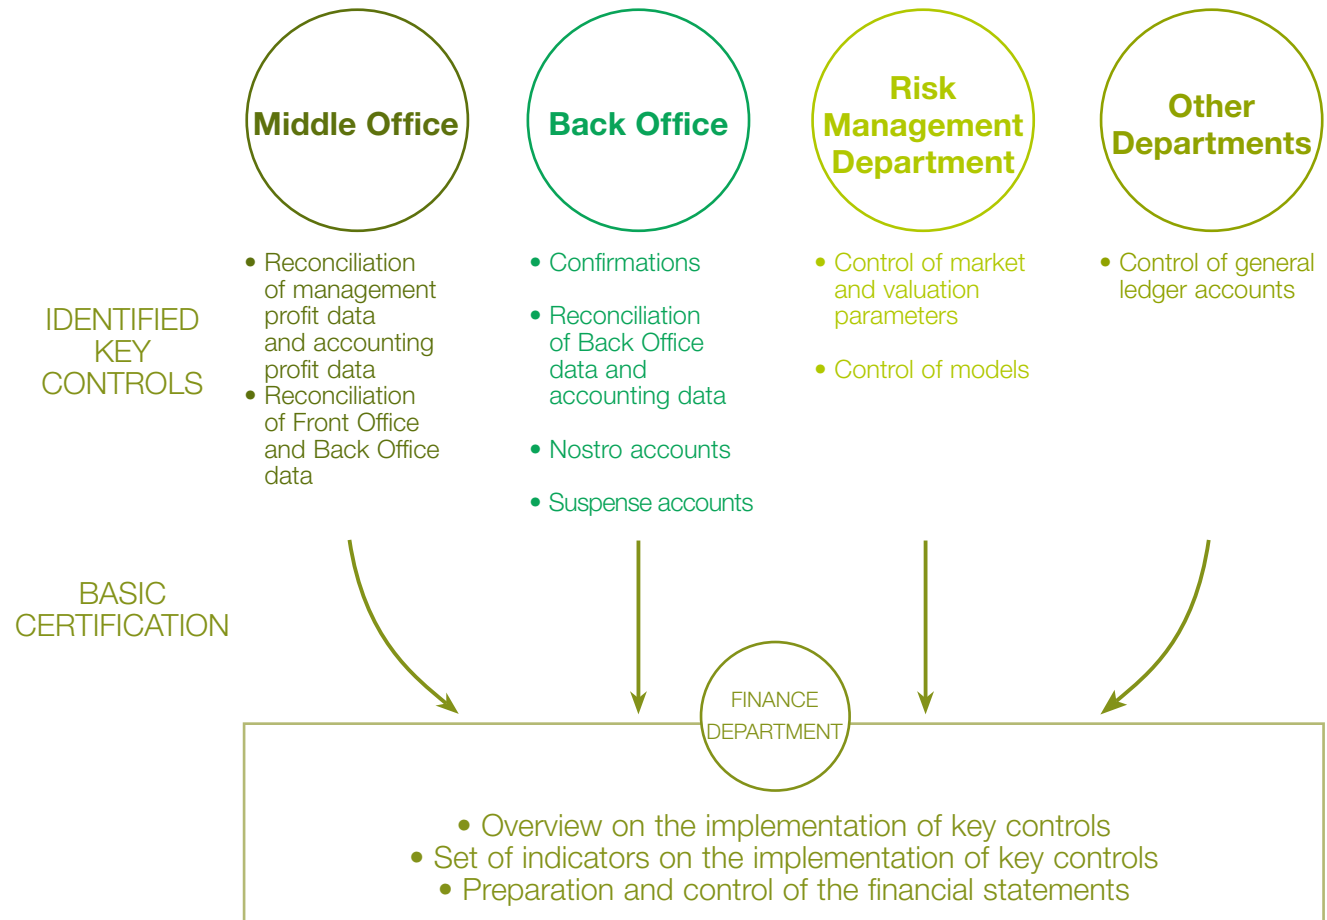 Middle Office
Back Office
Risk
Management
Department
Other
Departments
IDENTIFIED
KEY
CONTROLS
• Reconciliation
of management
profit data
and accounting
profit data
• Reconciliation
of Front Office
and Back Office
data
• Confirmations
• Reconciliation
of Back Office
data and
accounting data
• Nostro accounts
• Suspense accounts
• Control of market
and valuation
parameters
• Control of models
• Control of general
ledger accounts
BASIC
CERTIFICATION
FINANCE
DEPARTMENT
• Overview on the implementation of key controls
• Set of indicators on the implementation of key controls
• Preparation and control of the financial statements